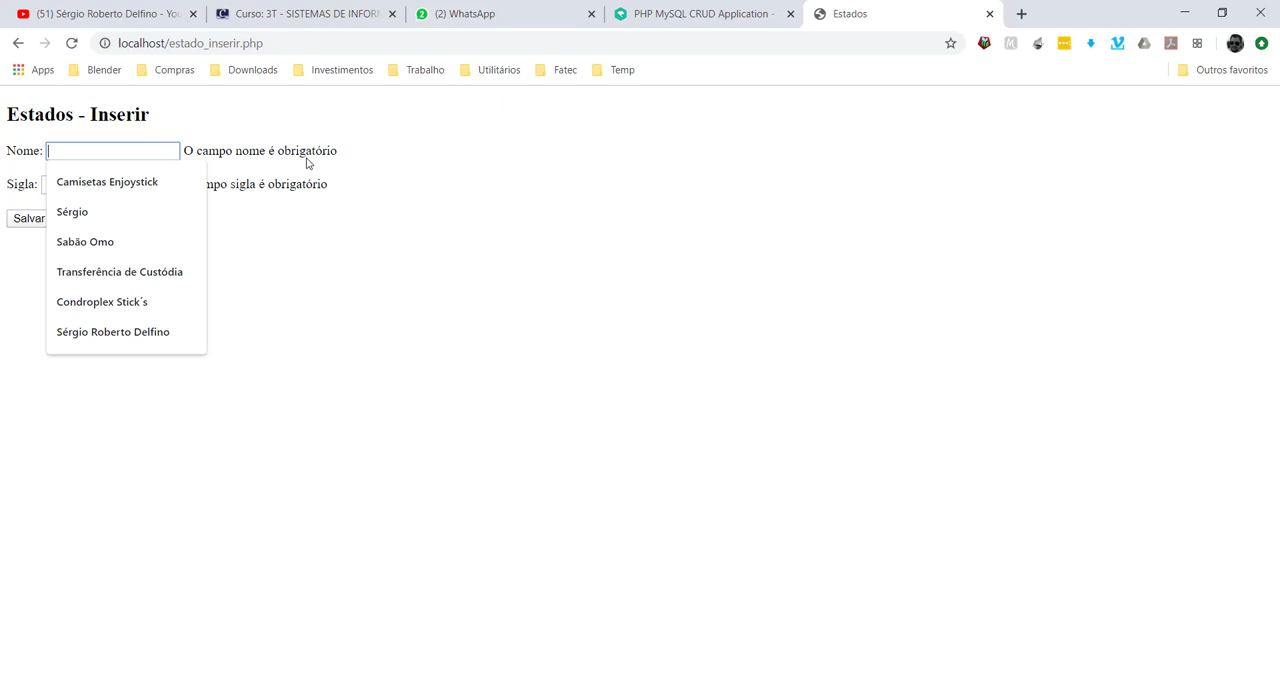 (51) Sérgio Roberto Delfino - You
Curso: 3T - SISTEMAS DE INFORM
(2) WhatsApp
PHP MySQL CRUD Application -
Estados
localhost/estado_inserir.php
Apps
Blender
Compras
Downloads
Investimentos
Trabalho
Utilitários
Fatec
Temp
Outros favoritos
Estados - Inserir
Nome: O campo nome é obrigatório
Sigla: mpo sigla é obrigatório
Salvar
Camisetas Enjoystick
Sérgio
Sabão Omo
Transferência de Custódia
Condroplex Stick´s
Sérgio Roberto Delfino